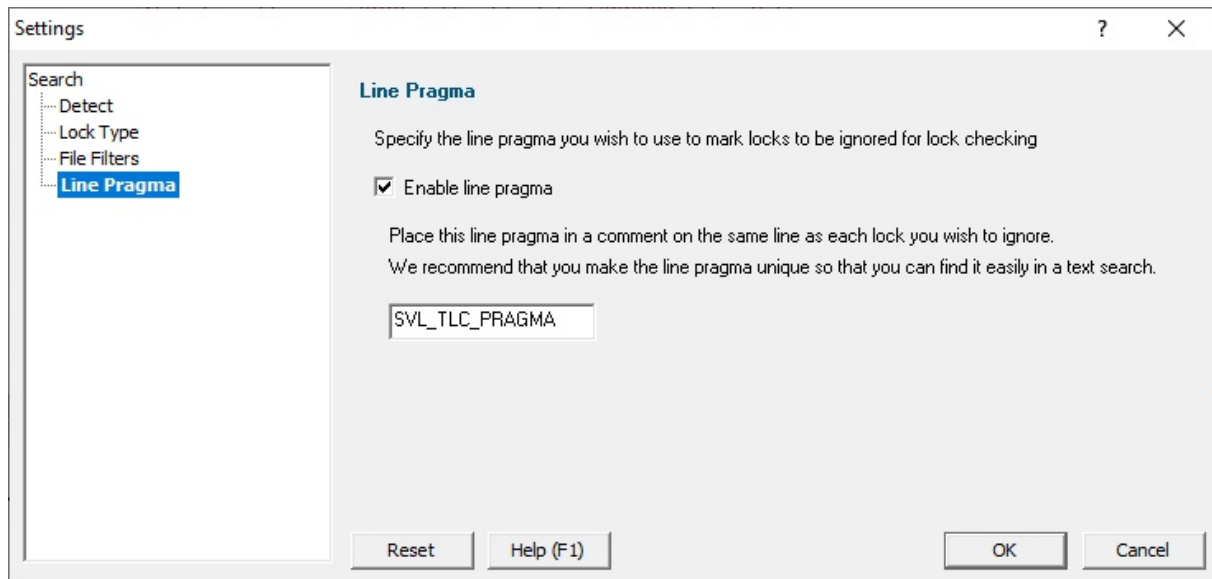 Settings
?
Search
Detect
Lock Type
File Filters
Line Pragma
Line Pragma
Specify the line pragma you wish to use to mark locks to be ignored for lock checking
Enable line pragma
Place this line pragma in a comment on the same line as each lock you wish to ignore.
We recommend that you make the line pragma unique so that you can find it easily in a text search.
SVL_TLC_PRAGMA
Reset Help (F1) OK Cancel